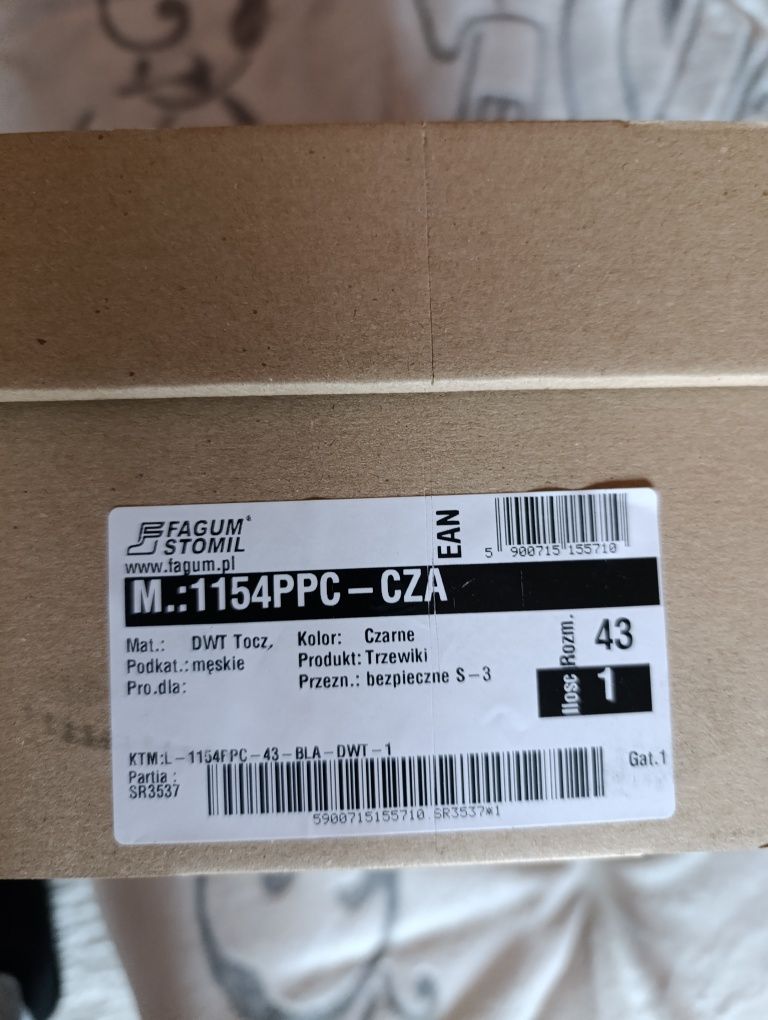 FAGUM
STOMIL
www.fagum.pl
EAN
5 900715 155710
M.:1154PPC-CZA
Mat.: DWT Tocz, Kolor: Czarne
Podkat.: męskie Produkt: Trzewiki
Pro.dla: Przezn.: bezpieczne S-3
Rozm. 43
Ilosc 1
KTM:L-1154PPC-43-BLA-DWT-1
Gat.1
Partia :
SR3537
5900715155710 SR3537*1